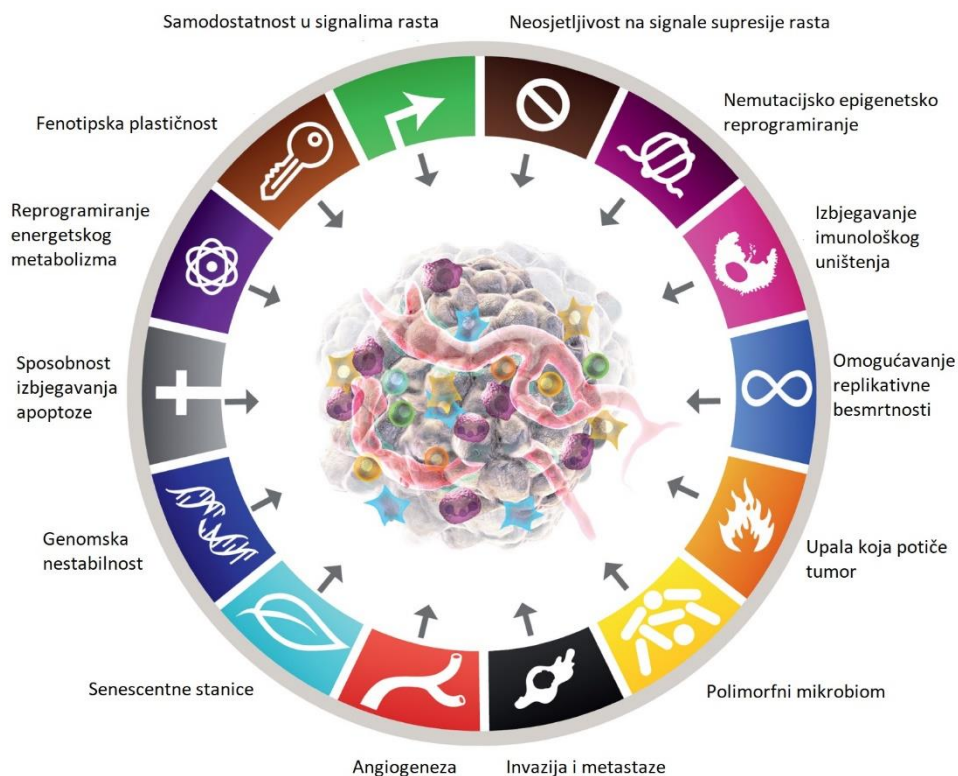 Samodostatnost u signalima rasta
Neosjetljivost na signale supresije rasta
Nemutacijsko epigenetsko
reprogramiranje
Izbjegavanje
imunološkog
uništenja
Omogućavanje
replikativne
besmrtnosti
Upala koja potiče
tumor
Polimorfni mikrobiom
Invazija i metastaze
Angiogeneza
Senescentne stanice
Genomska
nestabilnost
Sposobnost
izbjegavanja
apoptoze
Reprogramiranje
energetskog
metabolizma
Fenotipska plastičnost